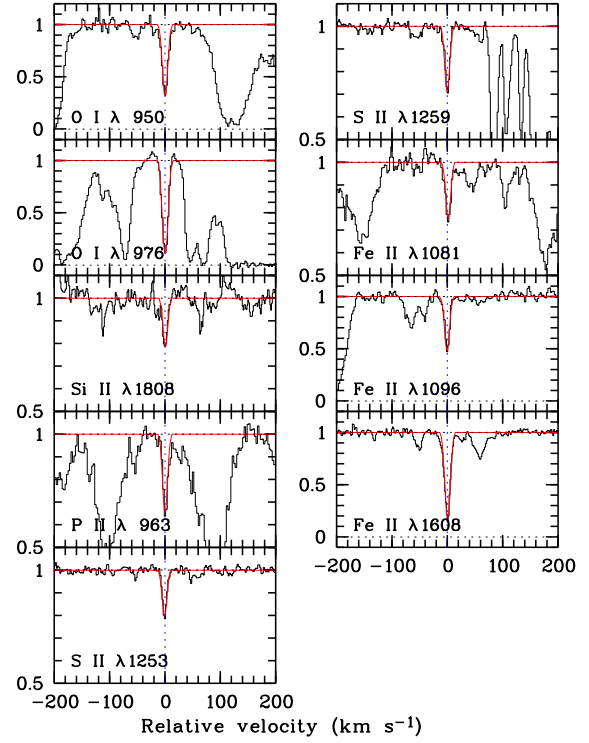 1
0.5
0
O I λ 950
1
0.5
0
O I λ 976
1
Si II λ1808
0.5
1
P II λ 963
0.5
1
S II λ1253
0.5
-200 -100 0 100 200
1
S II λ1259
0.5
1
Fe II λ1081
0.5
1
0.5
0
Fe II λ1096
1
0.5
0
Fe II λ1608
-200 -100 0 100 200
Relative velocity (km s⁻¹)